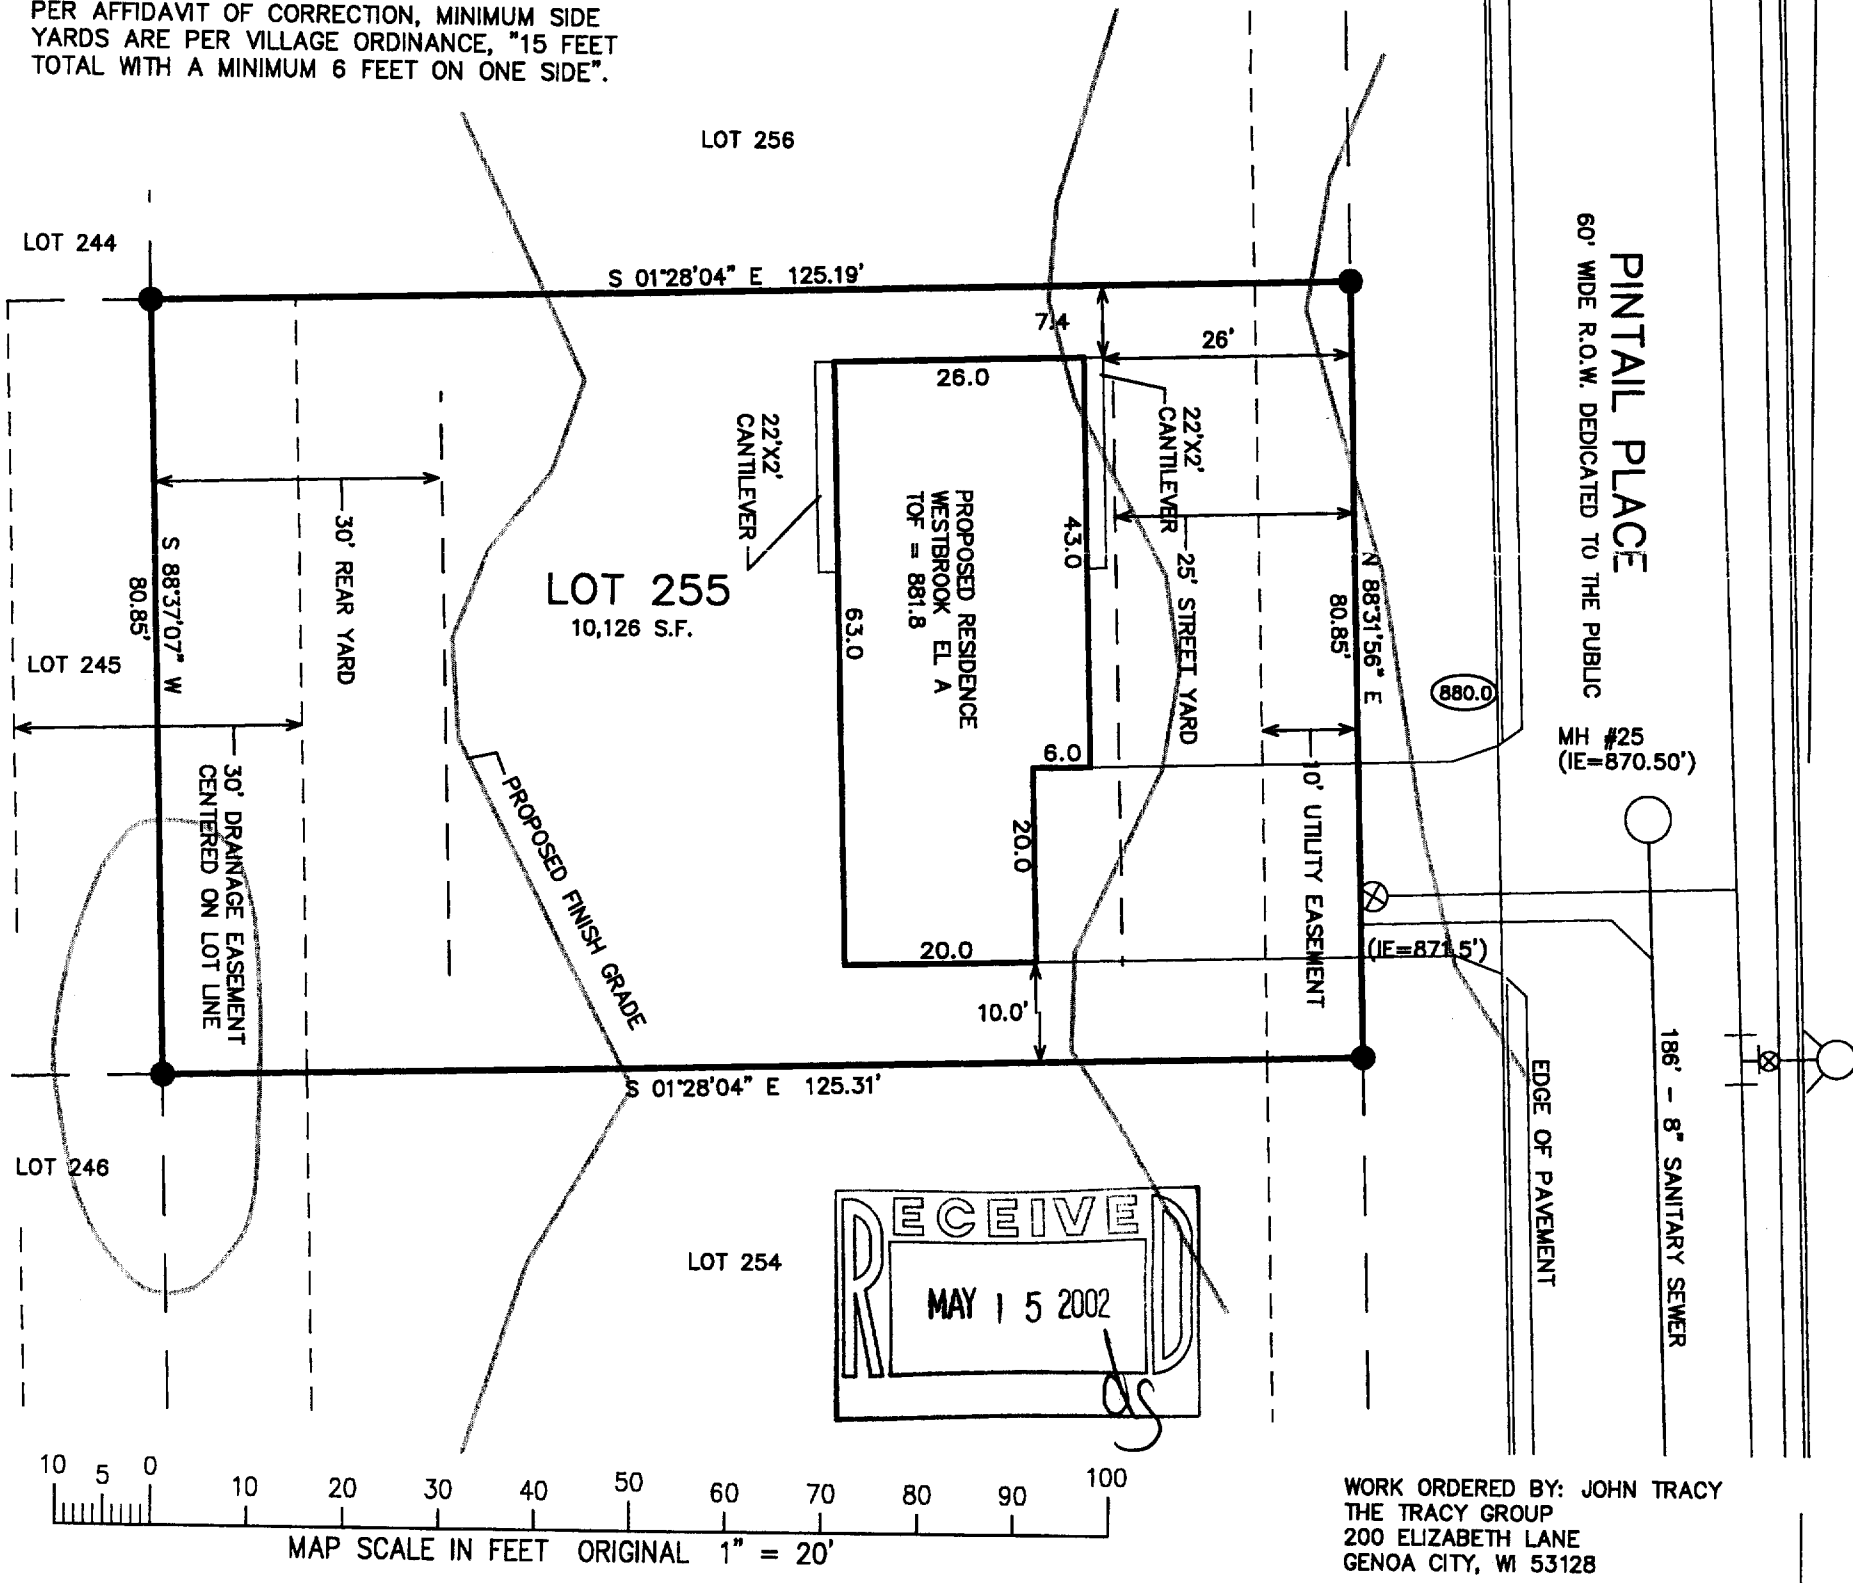 PER AFFIDAVIT OF CORRECTION, MINIMUM SIDE
YARDS ARE PER VILLAGE ORDINANCE, "15 FEET
TOTAL WITH A MINIMUM 6 FEET ON ONE SIDE".
LOT 256
LOT 244
S 01°28'04" E 125.19'
7.4
26'
26.0
22'X2'
CANTILEVER
22'X2'
CANTILEVER
PINTAIL PLACE
60' WIDE R.O.W. DEDICATED TO THE PUBLIC
30' REAR YARD
S 88°37'07" W
80.85'
LOT 255
10,126 S.F.
63.0
PROPOSED RESIDENCE
WESTBROOK EL A
TOF = 881.8
43.0
25' STREET YARD
N 88°31'56" E
80.85'
LOT 245
880.0
MH #25
(IE=870.50')
6.0
20.0
10' UTILITY EASEMENT
30' DRAINAGE EASEMENT
CENTERED ON LOT LINE
PROPOSED FINISH GRADE
20.0
(IE=871.5')
10.0'
S 01°28'04" E 125.31'
EDGE OF PAVEMENT
186' - 8" SANITARY SEWER
LOT 246
LOT 254
RECEIVED
MAY 15 2002
10 5 0 10 20 30 40 50 60 70 80 90 100
MAP SCALE IN FEET ORIGINAL 1" = 20'
WORK ORDERED BY: JOHN TRACY
THE TRACY GROUP
200 ELIZABETH LANE
GENOA CITY, WI 53128